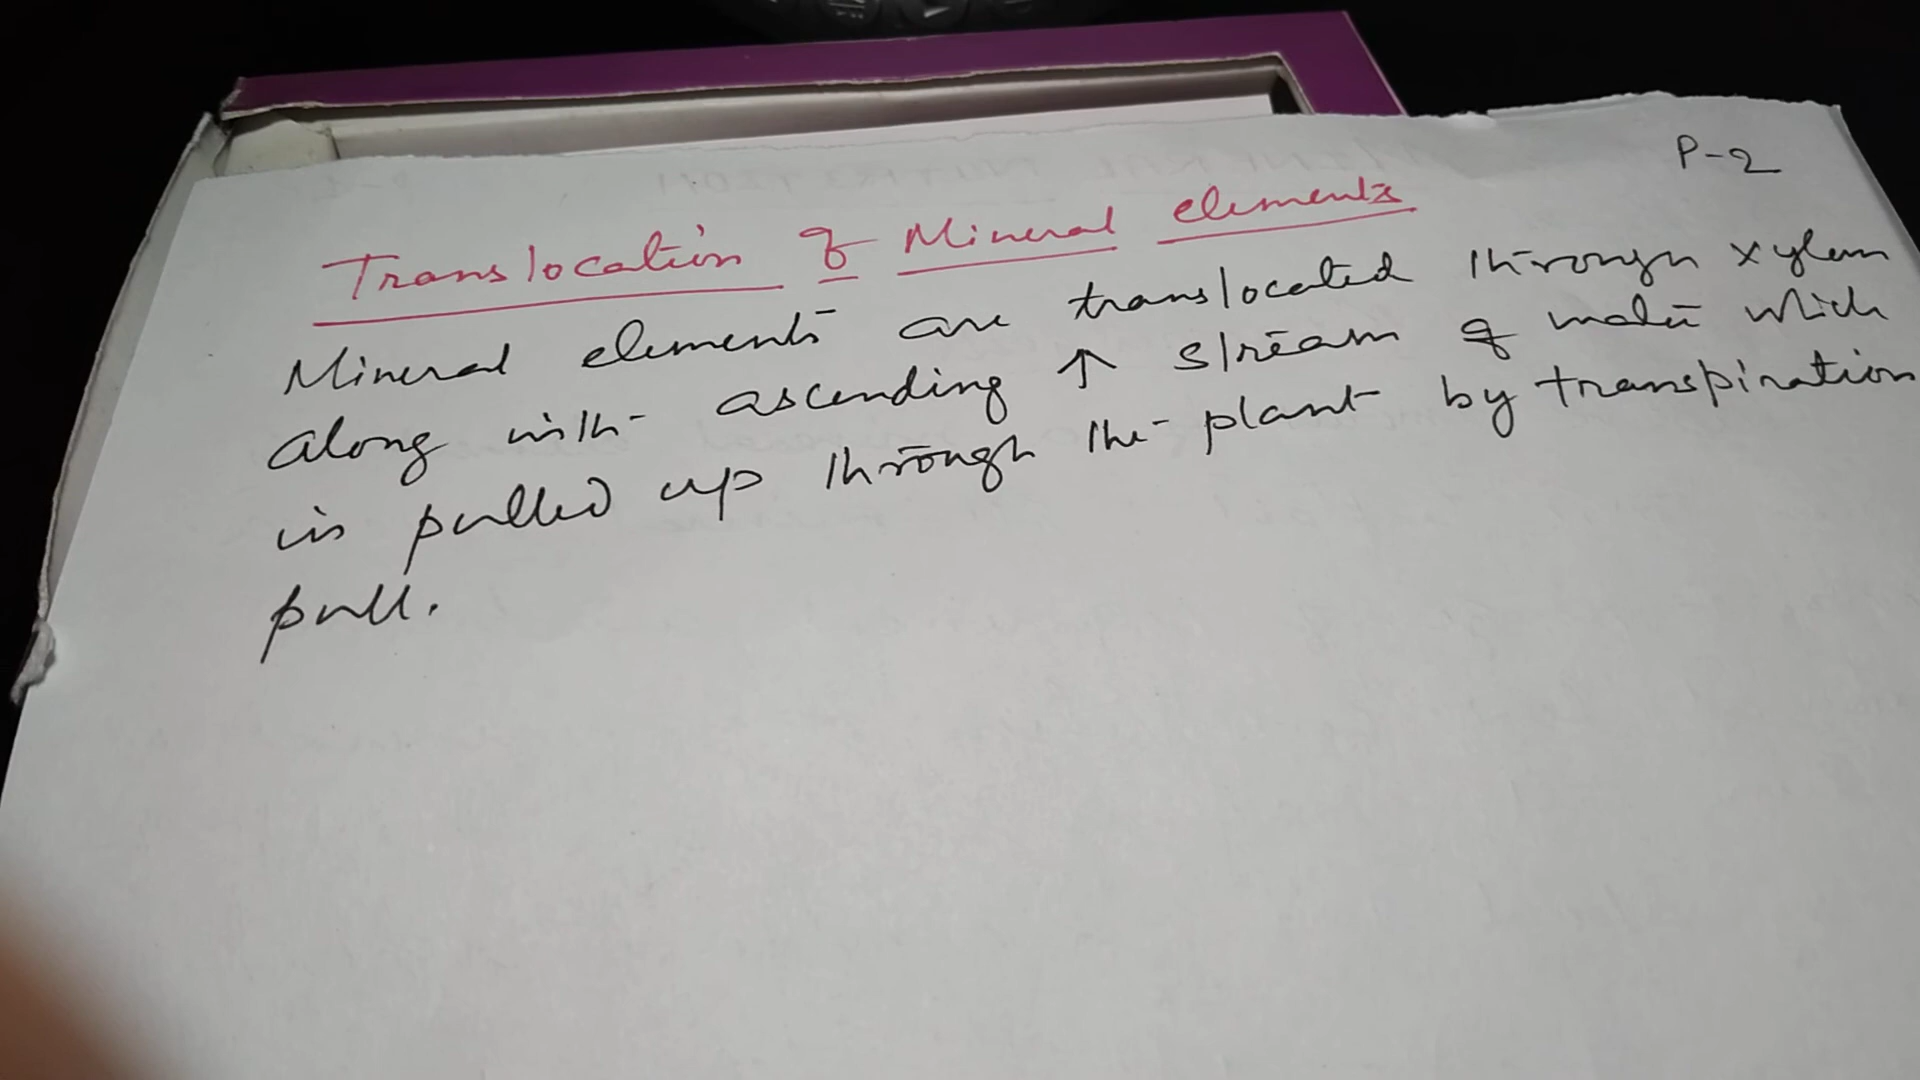 P-2
Translocation of Mineral elements
Mineral elements are translocated through xylem
along with ascending ↑ stream of water which
is pulled up through the plant by transpiration
pull.